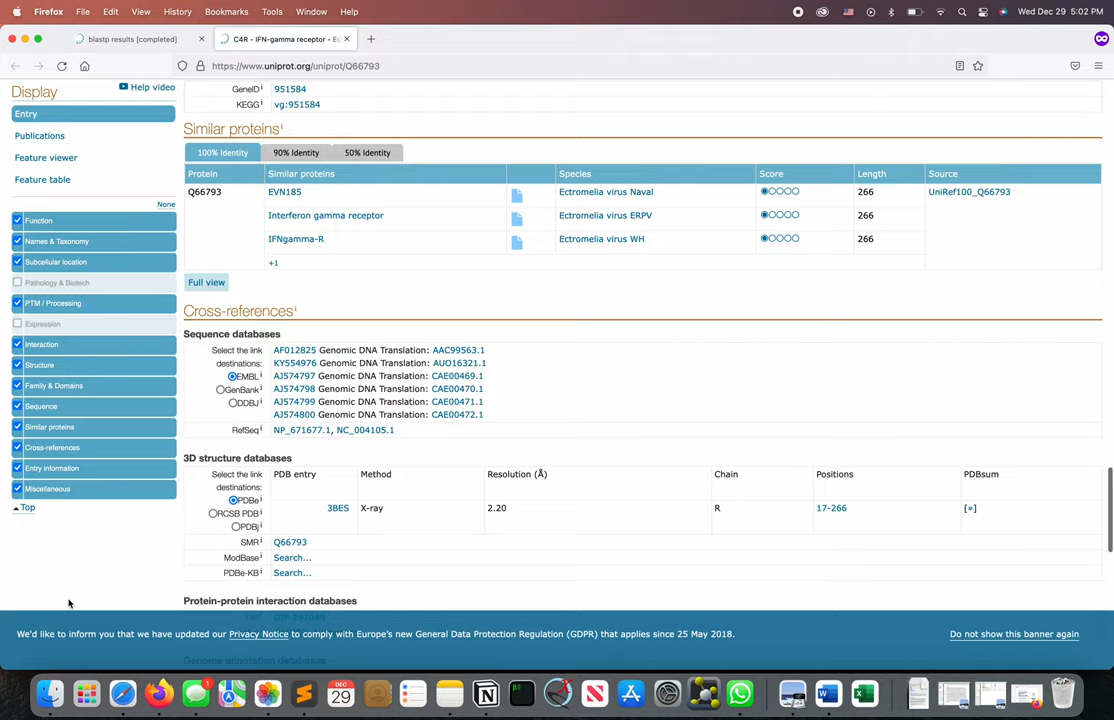 Firefox File Edit View History Bookmarks Tools Window Help Wed Dec 29 5:02 PM
blastp results [completed] × C4R - IFN-gamma receptor - Ec × +
https://www.uniprot.org/uniprot/Q66793
Display Help video
Entry
Publications
Feature viewer
Feature table
None
Function
Names & Taxonomy
Subcellular location
Pathology & Biotech
PTM / Processing
Expression
Interaction
Structure
Family & Domains
Sequence
Similar proteins
Cross-references
Entry information
Miscellaneous
Top
GeneID i 951584
KEGG i vg:951584
Similar proteins i
100% Identity 90% Identity 50% Identity
Protein Similar proteins Species Score Length Source
Q66793 EVN185 Ectromelia virus Naval 266 UniRef100_Q66793
Interferon gamma receptor Ectromelia virus ERPV 266
IFNgamma-R Ectromelia virus WH 266
+1
Full view
Cross-references i
Sequence databases
Select the link AF012825 Genomic DNA Translation: AAC99563.1
destinations: KY554976 Genomic DNA Translation: AUO16321.1
EMBL i AJ574797 Genomic DNA Translation: CAE00469.1
GenBank i AJ574798 Genomic DNA Translation: CAE00470.1
DDBJ i AJ574799 Genomic DNA Translation: CAE00471.1
AJ574800 Genomic DNA Translation: CAE00472.1
RefSeq i NP_671677.1, NC_004105.1
3D structure databases
Select the link PDB entry Method Resolution (Å) Chain Positions PDBsum
destinations:
PDBe i 3BES X-ray 2.20 R 17-266 [»]
RCSB PDB i
PDBj i
SMR i Q66793
ModBase i Search...
PDBe-KB i Search...
Protein-protein interaction databases
We'd like to inform you that we have updated our Privacy Notice to comply with Europe's new General Data Protection Regulation (GDPR) that applies since 25 May 2018. Do not show this banner again
Genome annotation databases
1
DEC
29